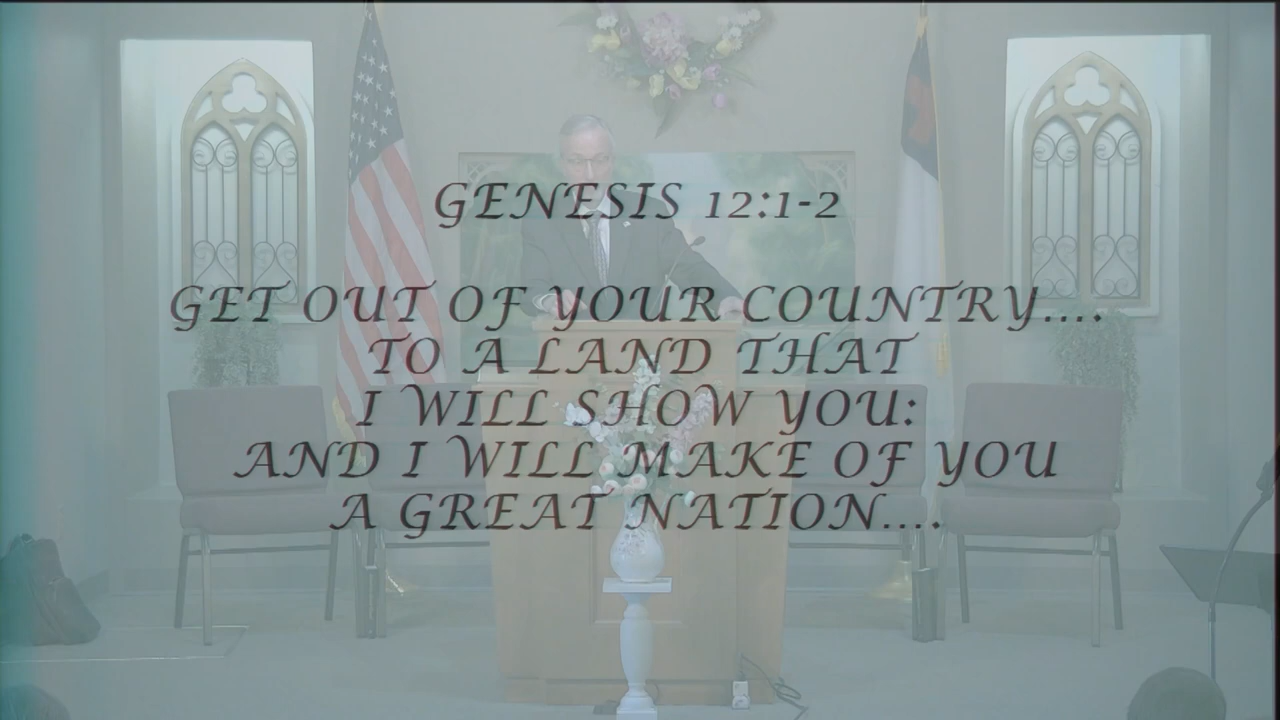 GENESIS 12:1-2
GET OUT OF YOUR COUNTRY....
TO A LAND THAT
I WILL SHOW YOU:
AND I WILL MAKE OF YOU
A GREAT NATION....